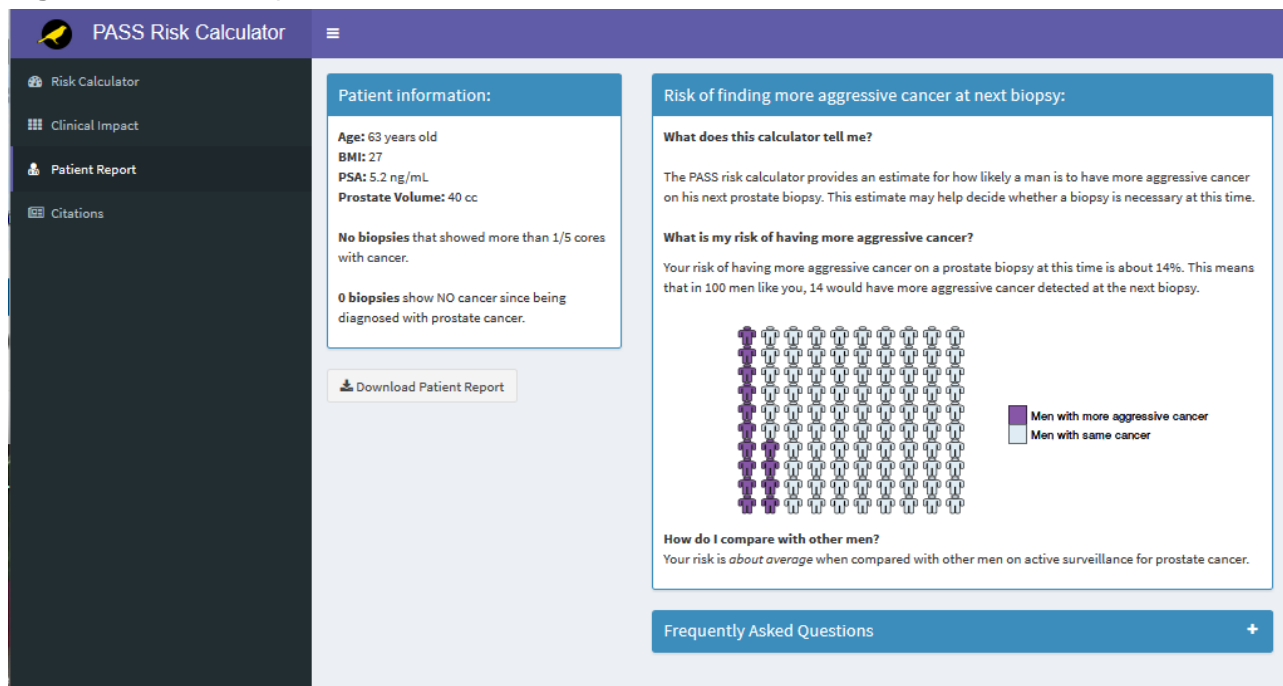 PASS Risk Calculator
Risk Calculator
Clinical Impact
Patient Report
Citations
Patient information:
Age: 63 years old
BMI: 27
PSA: 5.2 ng/mL
Prostate Volume: 40 cc
No biopsies that showed more than 1/5 cores
with cancer.
0 biopsies show NO cancer since being
diagnosed with prostate cancer.
Download Patient Report
Risk of finding more aggressive cancer at next biopsy:
What does this calculator tell me?
The PASS risk calculator provides an estimate for how likely a man is to have more aggressive cancer
on his next prostate biopsy. This estimate may help decide whether a biopsy is necessary at this time.
What is my risk of having more aggressive cancer?
Your risk of having more aggressive cancer on a prostate biopsy at this time is about 14%. This means
that in 100 men like you, 14 would have more aggressive cancer detected at the next biopsy.
Men with more aggressive cancer
Men with same cancer
How do I compare with other men?
Your risk is about average when compared with other men on active surveillance for prostate cancer.
Frequently Asked Questions